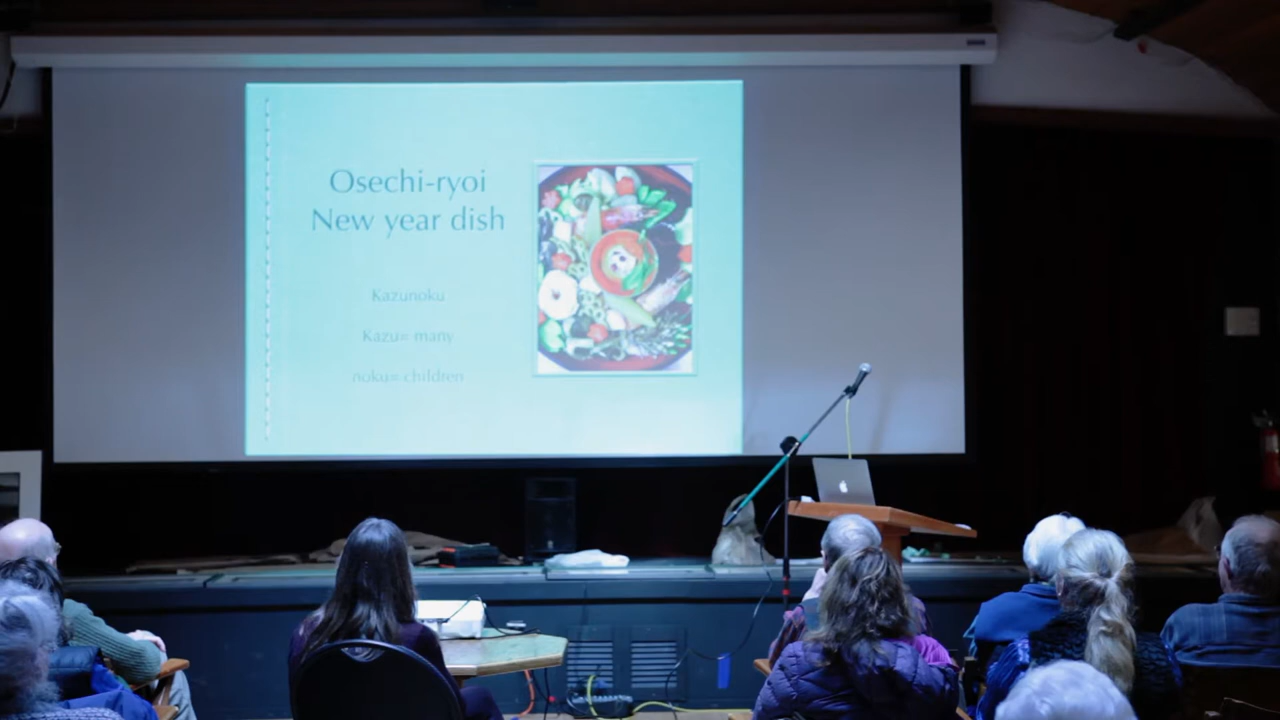 Osechi-ryoi
New year dish
Kazunoku
Kazu= many
noku= children